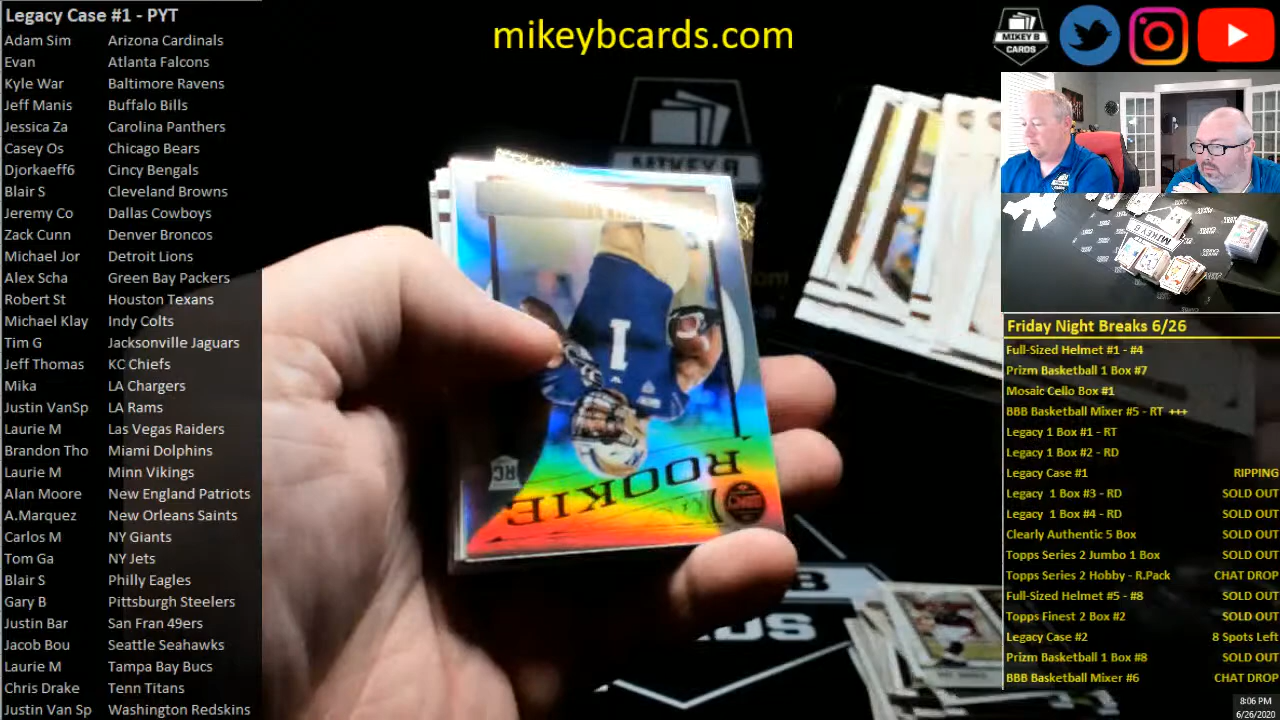 Legacy Case #1 - PYT
Adam Sim Arizona Cardinals
Evan Atlanta Falcons
Kyle War Baltimore Ravens
Jeff Manis Buffalo Bills
Jessica Za Carolina Panthers
Casey Os Chicago Bears
Djorkaeff6 Cincy Bengals
Blair S Cleveland Browns
Jeremy Co Dallas Cowboys
Zack Cunn Denver Broncos
Michael Jor Detroit Lions
Alex Scha Green Bay Packers
Robert St Houston Texans
Michael Klay Indy Colts
Tim G Jacksonville Jaguars
Jeff Thomas KC Chiefs
Mika LA Chargers
Justin VanSp LA Rams
Laurie M Las Vegas Raiders
Brandon Tho Miami Dolphins
Laurie M Minn Vikings
Alan Moore New England Patriots
A.Marquez New Orleans Saints
Carlos M NY Giants
Tom Ga NY Jets
Blair S Philly Eagles
Gary B Pittsburgh Steelers
Justin Bar San Fran 49ers
Jacob Bou Seattle Seahawks
Laurie M Tampa Bay Bucs
Chris Drake Tenn Titans
Justin Van Sp Washington Redskins
mikeybcards.com
MIKEY B
CARDS
MIKEY B
1
RC
ROOKIE
Friday Night Breaks 6/26
Full-Sized Helmet #1 - #4
Prizm Basketball 1 Box #7
Mosaic Cello Box #1
BBB Basketball Mixer #5 - RT +++
Legacy 1 Box #1 - RT
Legacy 1 Box #2 - RD
Legacy Case #1 RIPPING
Legacy 1 Box #3 - RD SOLD OUT
Legacy 1 Box #4 - RD SOLD OUT
Clearly Authentic 5 Box SOLD OUT
Topps Series 2 Jumbo 1 Box SOLD OUT
Topps Series 2 Hobby - R.Pack CHAT DROP
Full-Sized Helmet #5 - #8 SOLD OUT
Topps Finest 2 Box #2 SOLD OUT
Legacy Case #2 8 Spots Left
Prizm Basketball 1 Box #8 SOLD OUT
BBB Basketball Mixer #6 CHAT DROP
8:06 PM
6/26/2020